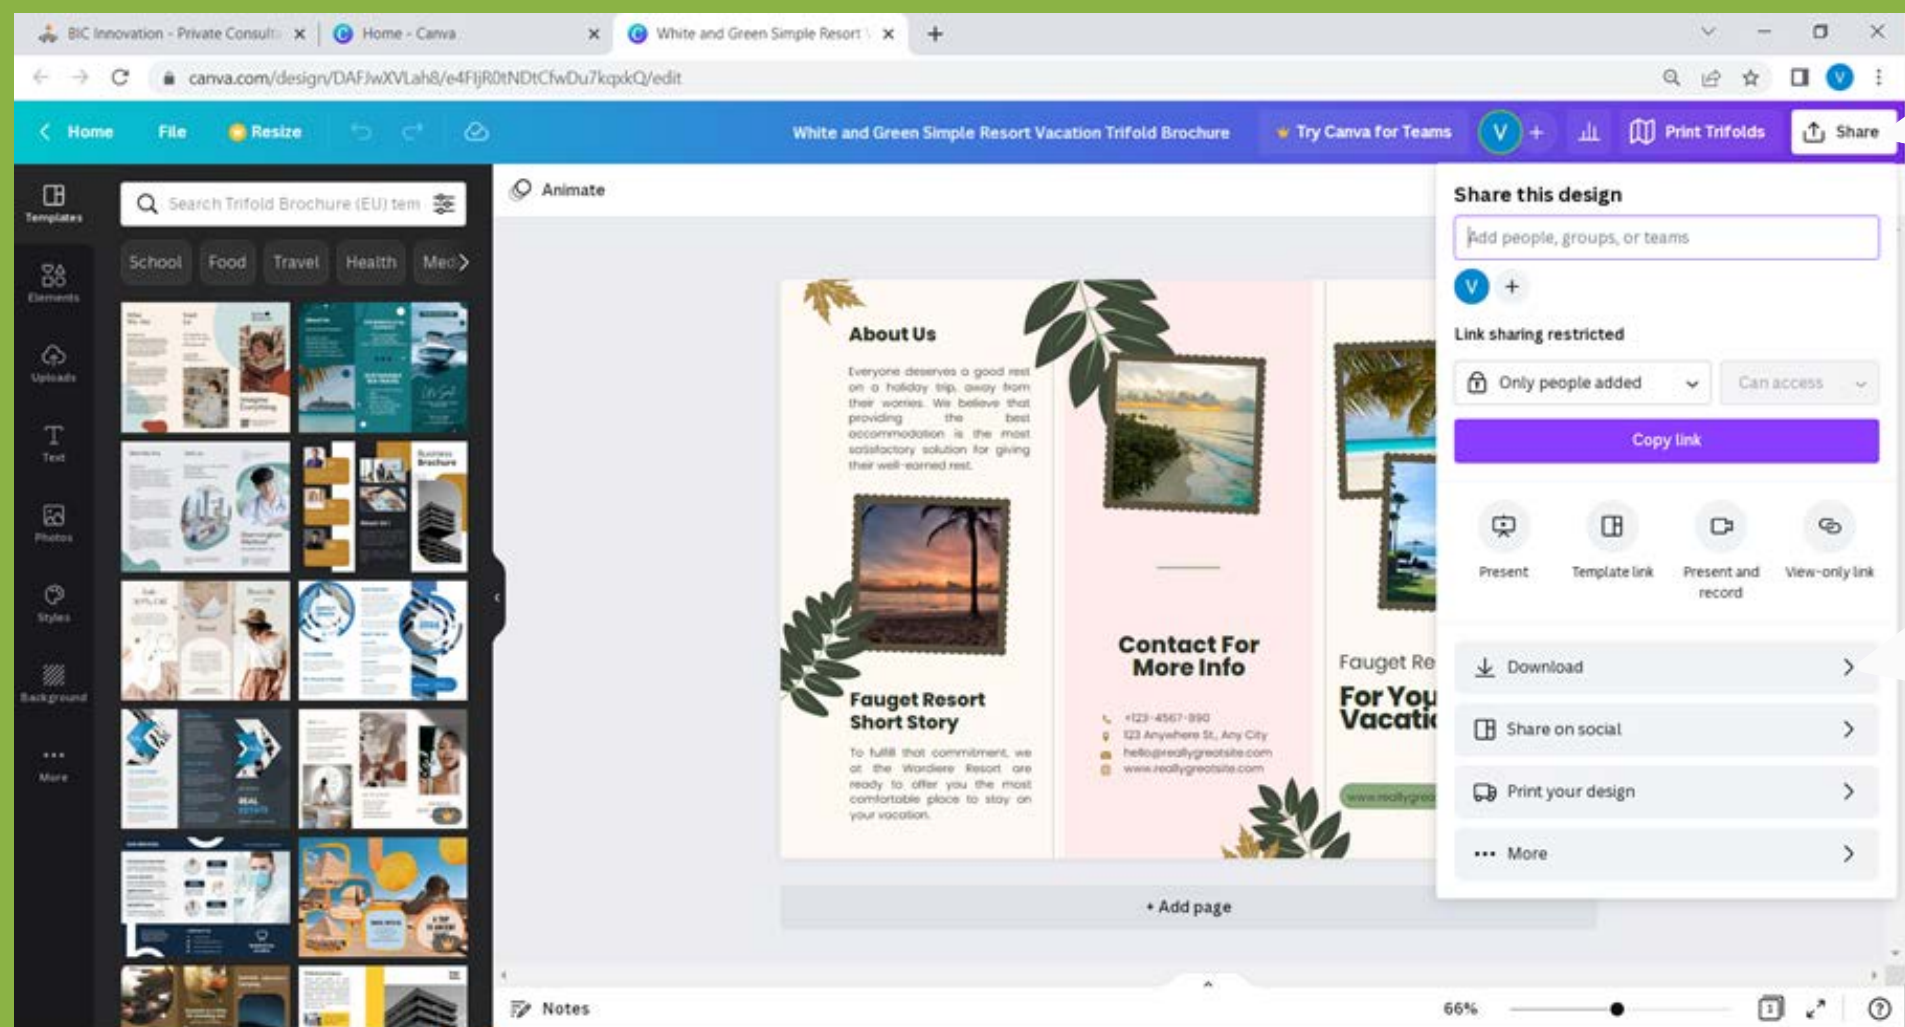 BIC Innovation - Private Consult
Home - Canva
White and Green Simple Resort
canva.com/design/DAFJwXVLah8/e4FIjR0tNDtCfwDu7kqxkQ/edit
V
Home
File
Resize
White and Green Simple Resort Vacation Trifold Brochure
Try Canva for Teams
V
Print Trifolds
Share
Templates
Elements
Uploads
Text
Photos
Styles
Background
More
Search Trifold Brochure (EU) tem
School
Food
Travel
Health
Med
Business
Brochure
Animate
About Us
Everyone deserves a good rest
on a holiday trip, away from
their worries. We believe that
providing the best
accommodation is the most
satisfactory solution for giving
their well-earned rest.
Fauget Resort
Short Story
To fulfill that commitment, we
at the Wardiere Resort are
ready to offer you the most
comfortable place to stay on
your vacation.
Contact For
More Info
+123-4567-890
123 Anywhere St., Any City
hello@reallygreatsite.com
www.reallygreatsite.com
Fauget Re
For You
Vacatio
www.reallygrea
+ Add page
Notes
66%
1
Share this design
Add people, groups, or teams
V
Link sharing restricted
Only people added
Can access
Copy link
Present
Template link
Present and
record
View-only link
Download
Share on social
Print your design
More